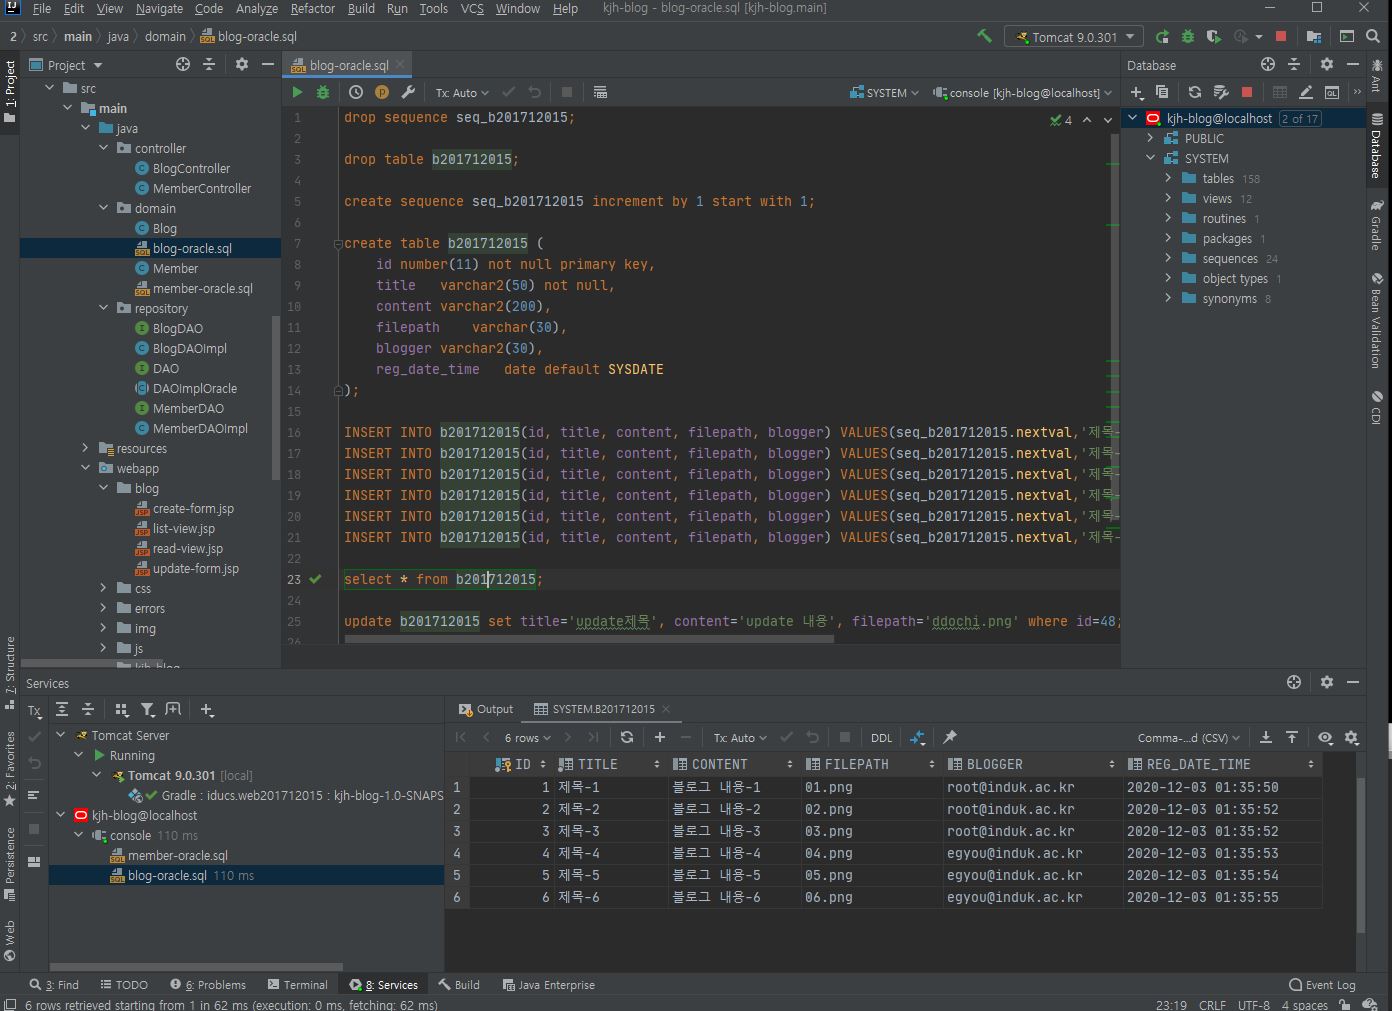 File Edit View Navigate Code Analyze Refactor Build Run Tools VCS Window Help kjh-blog - blog-oracle.sql [kjh-blog.main]
2 src main java domain blog-oracle.sql Tomcat 9.0.301
1: Project
Project
src
main
java
controller
BlogController
MemberController
domain
Blog
blog-oracle.sql
Member
member-oracle.sql
repository
BlogDAO
BlogDAOImpl
DAO
DAOImplOracle
MemberDAO
MemberDAOImpl
resources
webapp
blog
create-form.jsp
list-view.jsp
read-view.jsp
update-form.jsp
css
errors
img
js
kjh-blog
blog-oracle.sql
Tx: Auto SYSTEM console [kjh-blog@localhost]
4
1 drop sequence seq_b201712015;
2
3 drop table b201712015;
4
5 create sequence seq_b201712015 increment by 1 start with 1;
6
7 create table b201712015 (
8 id number(11) not null primary key,
9 title varchar2(50) not null,
10 content varchar2(200),
11 filepath varchar(30),
12 blogger varchar2(30),
13 reg_date_time date default SYSDATE
14 );
15
16 INSERT INTO b201712015(id, title, content, filepath, blogger) VALUES(seq_b201712015.nextval,'제목-
17 INSERT INTO b201712015(id, title, content, filepath, blogger) VALUES(seq_b201712015.nextval,'제목-
18 INSERT INTO b201712015(id, title, content, filepath, blogger) VALUES(seq_b201712015.nextval,'제목-
19 INSERT INTO b201712015(id, title, content, filepath, blogger) VALUES(seq_b201712015.nextval,'제목-
20 INSERT INTO b201712015(id, title, content, filepath, blogger) VALUES(seq_b201712015.nextval,'제목-
21 INSERT INTO b201712015(id, title, content, filepath, blogger) VALUES(seq_b201712015.nextval,'제목-
22
23 select * from b201712015;
24
25 update b201712015 set title='update제목', content='update 내용', filepath='ddochi.png' where id=48;
26
Database
kjh-blog@localhost 2 of 17
PUBLIC
SYSTEM
tables 158
views 12
routines 1
packages 1
sequences 24
object types 1
synonyms 8
Ant
Database
Gradle
Bean Validation
CDI
7: Structure
2: Favorites
Persistence
Web
Services
Tx
Tomcat Server
Running
Tomcat 9.0.301 [local]
Gradle : iducs.web201712015 : kjh-blog-1.0-SNAPS
kjh-blog@localhost
console 110 ms
member-oracle.sql
blog-oracle.sql 110 ms
Output SYSTEM.B201712015
6 rows Tx: Auto DDL Comma-...d (CSV)
ID TITLE CONTENT FILEPATH BLOGGER REG_DATE_TIME
1 1 제목-1 블로그 내용-1 01.png root@induk.ac.kr 2020-12-03 01:35:50
2 2 제목-2 블로그 내용-2 02.png root@induk.ac.kr 2020-12-03 01:35:52
3 3 제목-3 블로그 내용-3 03.png root@induk.ac.kr 2020-12-03 01:35:52
4 4 제목-4 블로그 내용-4 04.png egyou@induk.ac.kr 2020-12-03 01:35:53
5 5 제목-5 블로그 내용-5 05.png egyou@induk.ac.kr 2020-12-03 01:35:54
6 6 제목-6 블로그 내용-6 06.png egyou@induk.ac.kr 2020-12-03 01:35:55
3: Find TODO 6: Problems Terminal 8: Services Build Java Enterprise Event Log
6 rows retrieved starting from 1 in 62 ms (execution: 0 ms, fetching: 62 ms) 23:19 CRLF UTF-8 4 spaces